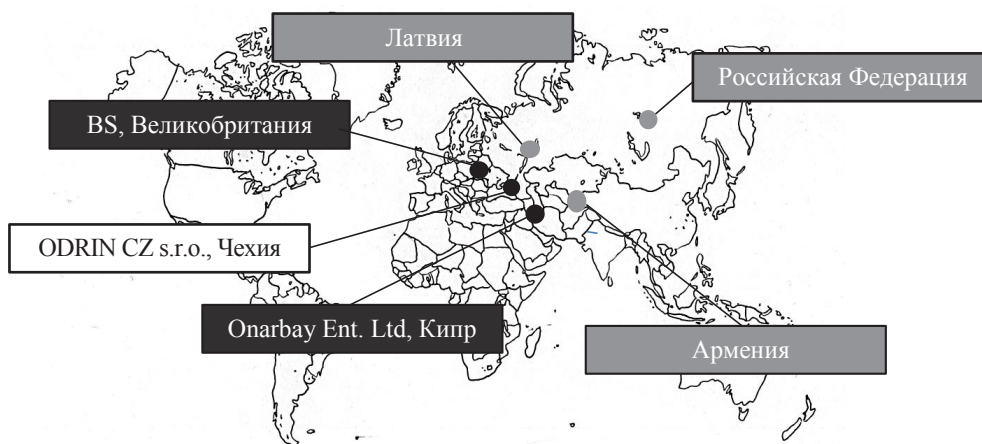 Латвия
Российская Федерация
BS, Великобритания
ODRIN CZ s.r.o., Чехия
Onarbay Ent. Ltd, Кипр
Армения